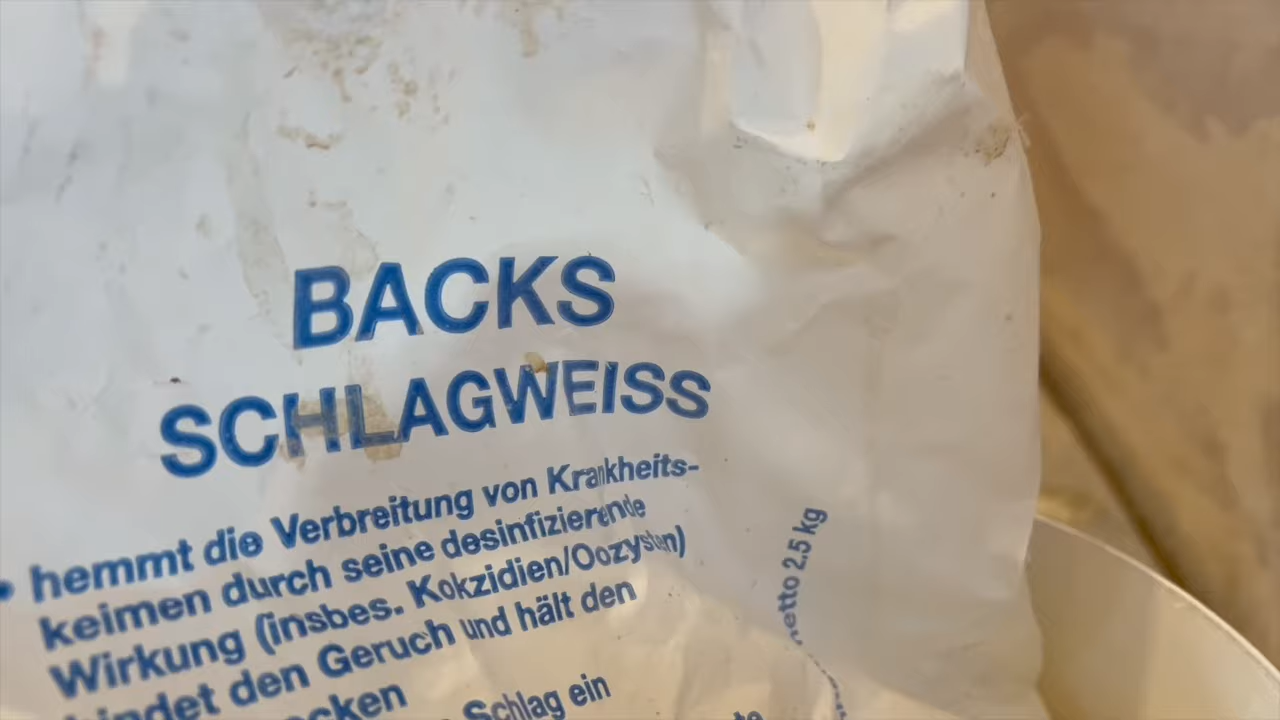 BACKS
SCHLAGWEISS
• hemmt die Verbreitung von Krankheits-
keimen durch seine desinfizierende
Wirkung (insbes. Kokzidien/Oozysten)
bindet den Geruch und hält den
Schlag ein
netto 2.5 kg